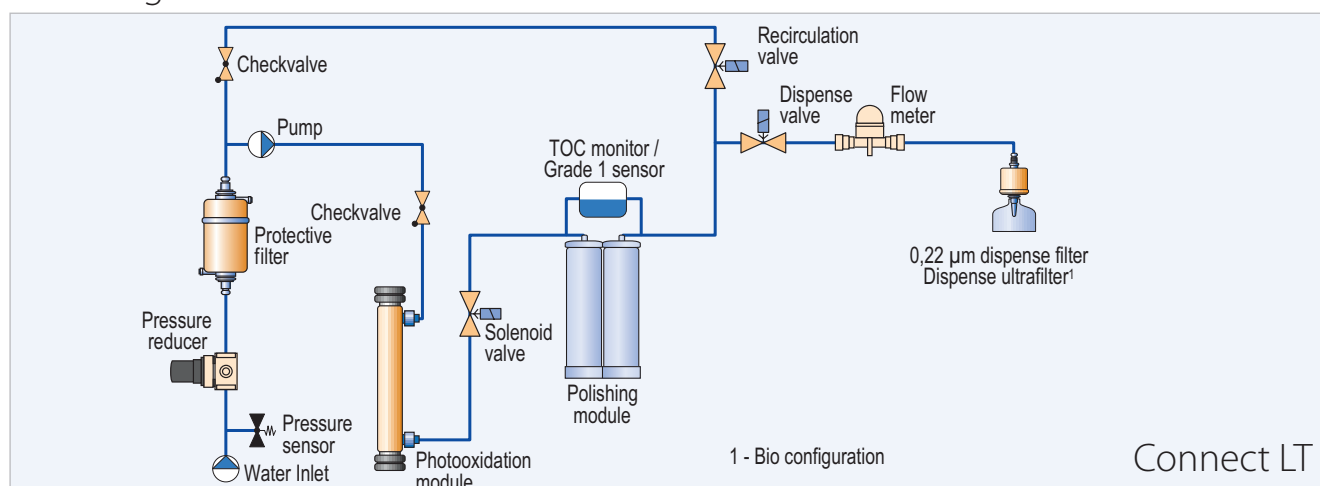 Checkvalve
Recirculation
valve
Pump
Dispense
valve
Flow
meter
TOC monitor /
Grade 1 sensor
Checkvalve
Protective
filter
0,22 µm dispense filter
Dispense ultrafilter¹
Pressure
reducer
Solenoid
valve
Polishing
module
Pressure
sensor
Water Inlet
Photooxidation
module
1 - Bio configuration
Connect LT